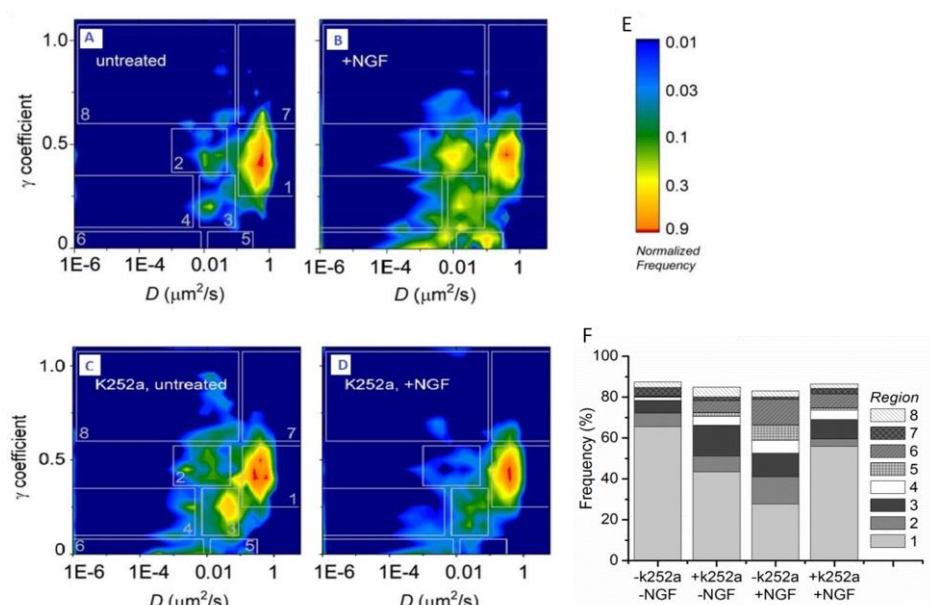 A
untreated
8
7
2
1
4
3
6
5
1.0
0.5
0
γ coefficient
1E-6 1E-4 0.01 1
D (μm²/s)
B
+NGF
1E-6 1E-4 0.01 1
D (μm²/s)
E
0.01
0.03
0.1
0.3
0.9
Normalized
Frequency
C
K252a, untreated
8
7
2
1
4
3
6
5
1.0
0.5
0
γ coefficient
1E-6 1E-4 0.01 1
D (μm²/s)
D
K252a, +NGF
1E-6 1E-4 0.01 1
D (μm²/s)
F
100
80
60
40
20
0
Frequency (%)
Region
8
7
6
5
4
3
2
1
-k252a +k252a -k252a +k252a
-NGF -NGF +NGF +NGF